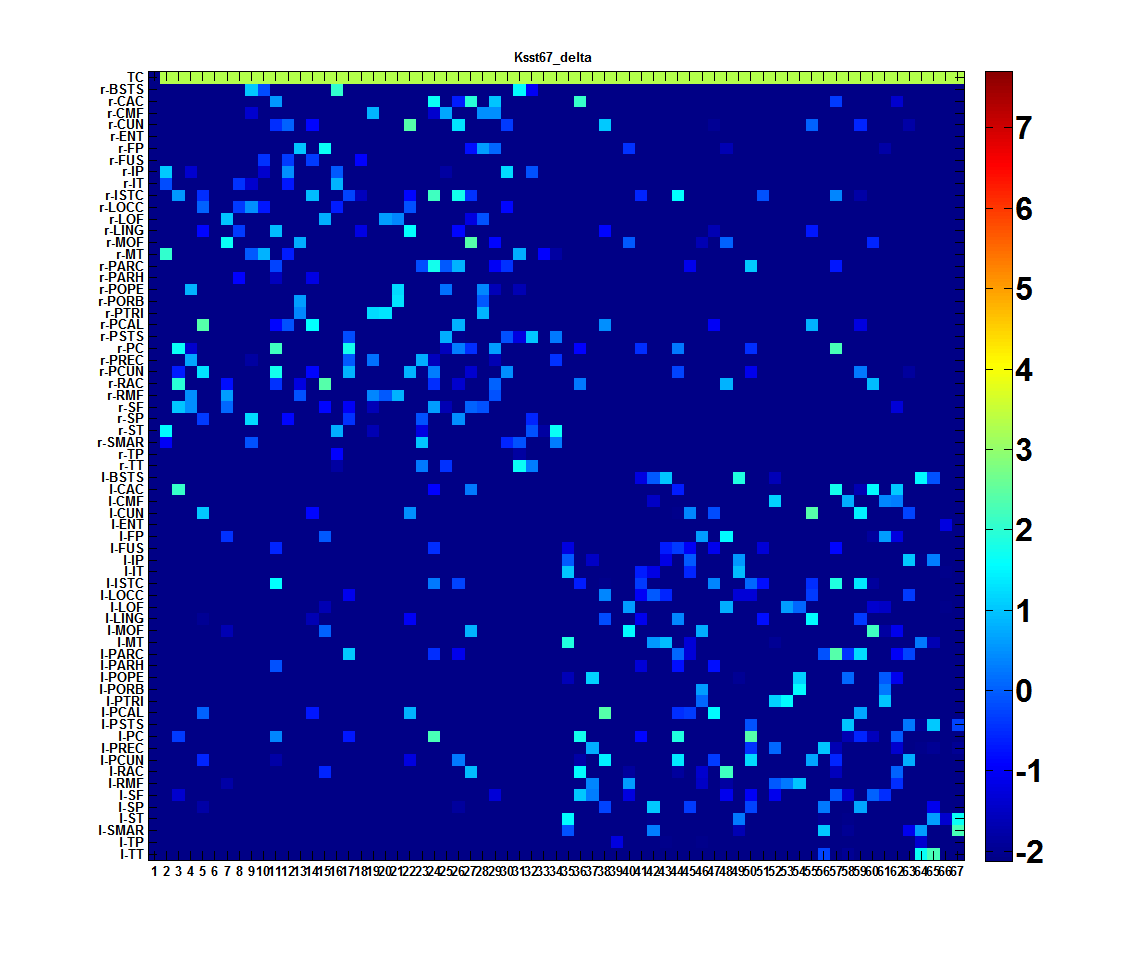 Ksst67_delta
TC
r-BSTS
r-CAC
r-CMF
r-CUN
r-ENT
r-FP
r-FUS
r-IP
r-IT
r-ISTC
r-LOCC
r-LOF
r-LING
r-MOF
r-MT
r-PARC
r-PARH
r-POPE
r-PORB
r-PTRI
r-PCAL
r-PSTS
r-PC
r-PREC
r-PCUN
r-RAC
r-RMF
r-SF
r-SP
r-ST
r-SMAR
r-TP
r-TT
l-BSTS
l-CAC
l-CMF
l-CUN
l-ENT
l-FP
l-FUS
l-IP
l-IT
l-ISTC
l-LOCC
l-LOF
l-LING
l-MOF
l-MT
l-PARC
l-PARH
l-POPE
l-PORB
l-PTRI
l-PCAL
l-PSTS
l-PC
l-PREC
l-PCUN
l-RAC
l-RMF
l-SF
l-SP
l-ST
l-SMAR
l-TP
l-TT
1 2 3 4 5 6 7 8 9 10 11 12 13 14 15 16 17 18 19 20 21 22 23 24 25 26 27 28 29 30 31 32 33 34 35 36 37 38 39 40 41 42 43 44 45 46 47 48 49 50 51 52 53 54 55 56 57 58 59 60 61 62 63 64 65 66 67
7
6
5
4
3
2
1
0
-1
-2